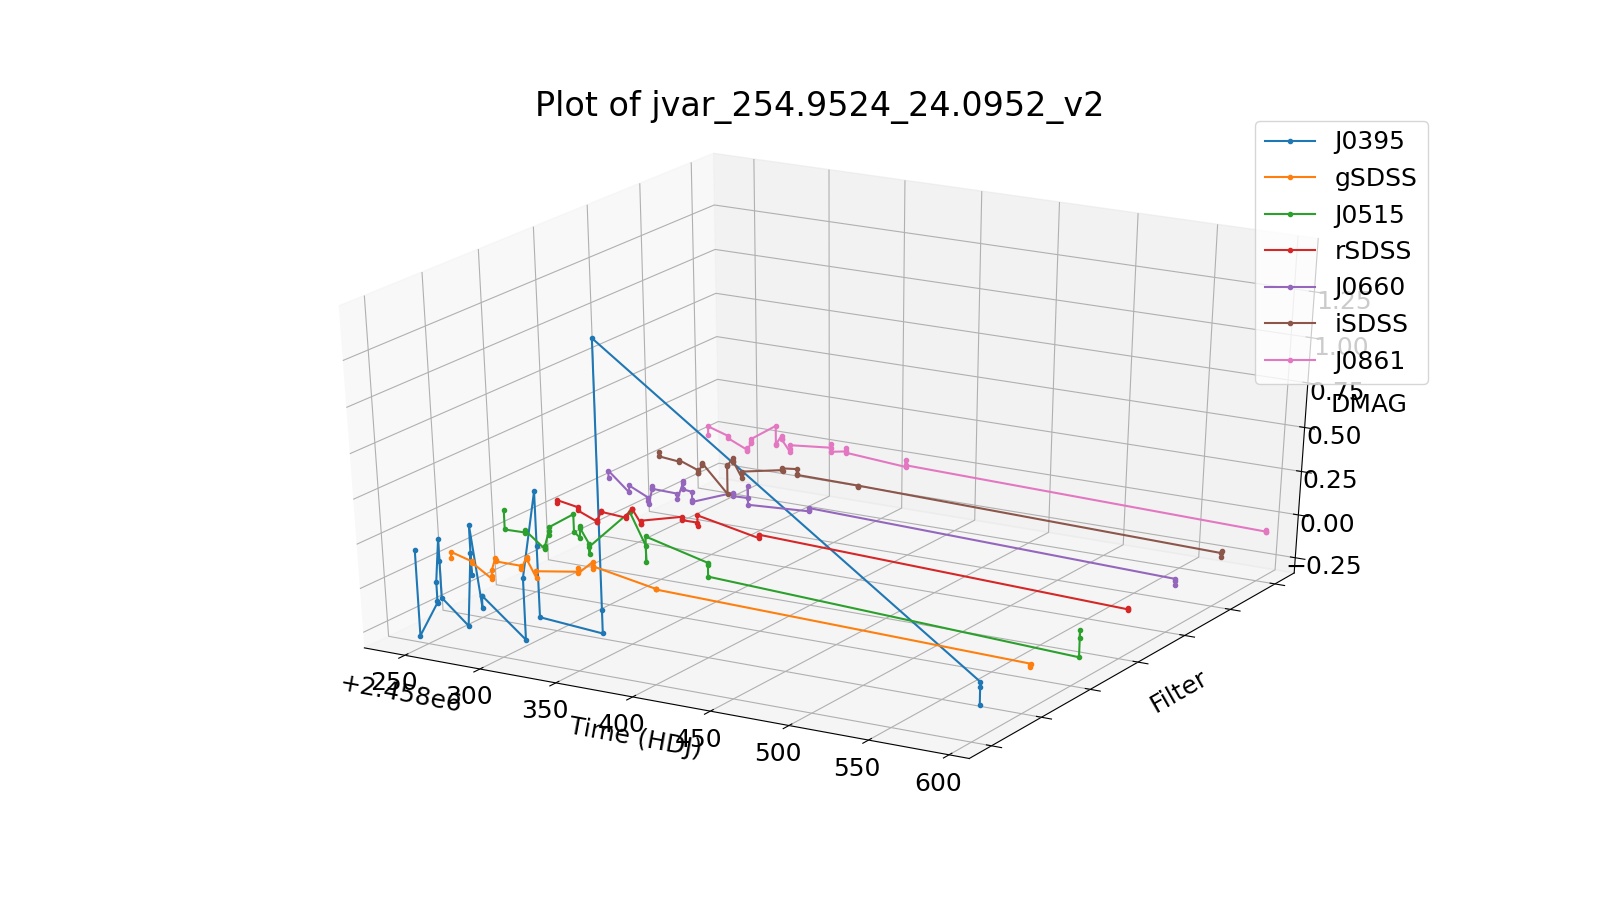 Plot of jvar_254.9524_24.0952_v2
J0395
gSDSS
J0515
rSDSS
J0660
iSDSS
J0861
1.25
1.00
0.75
DMAG
0.50
0.25
0.00
−0.25
Filter
250
+2.458e6
300
350
400
Time (HDJ)
450
500
550
600